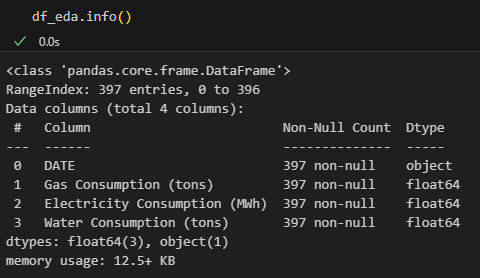 df_eda.info()
✓ 0.0s
<class 'pandas.core.frame.DataFrame'>
RangeIndex: 397 entries, 0 to 396
Data columns (total 4 columns):
 #   Column                         Non-Null Count  Dtype
---  ------                         --------------  -----
 0   DATE                           397 non-null    object
 1   Gas Consumption (tons)         397 non-null    float64
 2   Electricity Consumption (MWh)  397 non-null    float64
 3   Water Consumption (tons)       397 non-null    float64
dtypes: float64(3), object(1)
memory usage: 12.5+ KB